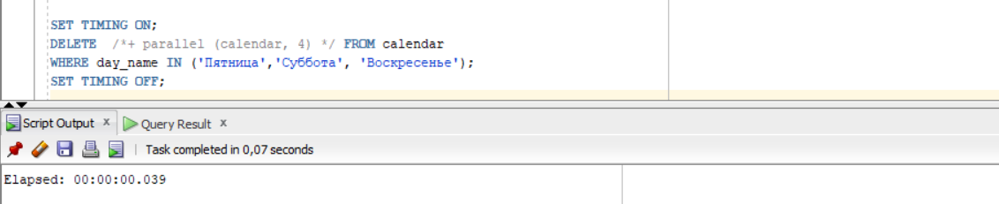 SET TIMING ON;
DELETE  /*+ parallel (calendar, 4) */ FROM calendar
WHERE day_name IN ('Пятница','Суббота', 'Воскресенье');
SET TIMING OFF;
Script Output x Query Result x
Task completed in 0,07 seconds
Elapsed: 00:00:00.039